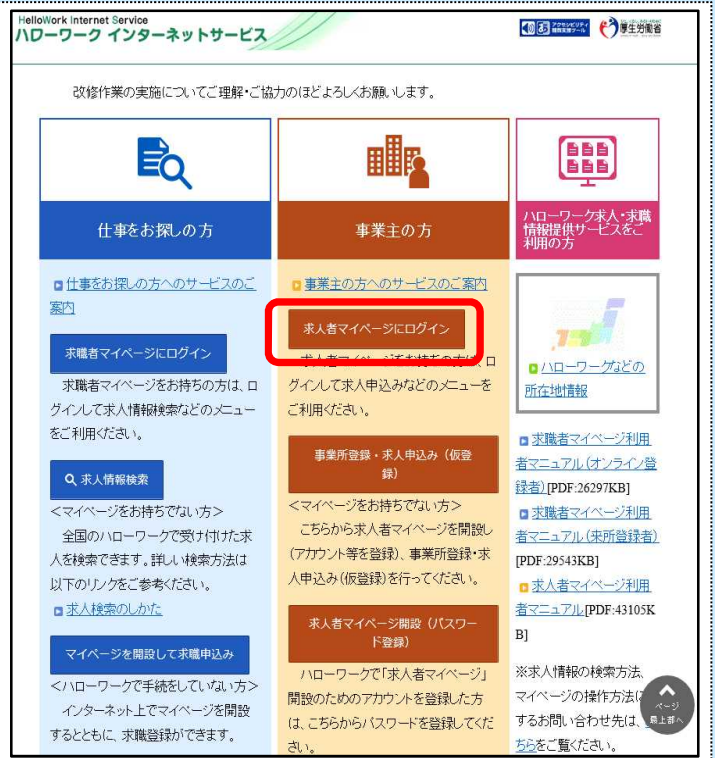 HelloWork Internet Service
ハローワーク インターネットサービス
アクセシビリティ
閲覧支援ツール
厚生労働省
改修作業の実施についてご理解・ご協力のほどよろしくお願いします。
仕事をお探しの方
仕事をお探しの方へのサービスのご
案内
求職者マイページにログイン
求職者マイページをお持ちの方は、ロ
グインして求人情報検索などのメニュー
をご利用ください。
求人情報検索
<マイページをお持ちでない方>
全国のハローワークで受け付けた求
人を検索できます。詳しい検索方法は
以下のリンクをご参考ください。
求人検索のしかた
マイページを開設して求職申込み
<ハローワークで手続をしていない方>
インターネット上でマイページを開設
するとともに、求職登録ができます。
事業主の方
事業主の方へのサービスのご案内
求人者マイページにログイン
求人者マイページをお持ちの方は、ロ
グインして求人申込みなどのメニューを
ご利用ください。
事業所登録・求人申込み（仮登
録）
<マイページをお持ちでない方>
こちらから求人者マイページを開設し
(アカウント等を登録)、事業所登録・求
人申込み(仮登録)を行ってください。
求人者マイページ開設（パスワー
ド登録）
ハローワークで「求人者マイページ」
開設のためのアカウントを登録した方
は、こちらからパスワードを登録してくだ
さい。
ハローワーク求人・求職
情報提供サービスをご
利用の方
ハローワークなどの
所在地情報
求職者マイページ利用
者マニュアル(オンライン登
録者)[PDF:26297KB]
求職者マイページ利用
者マニュアル(来所登録者)
[PDF:29543KB]
求人者マイページ利用
者マニュアル[PDF:43105K
B]
※求人情報の検索方法、
マイページの操作方法に
するお問い合わせ先は、
ちらをご覧ください。
ページ
最上部へ